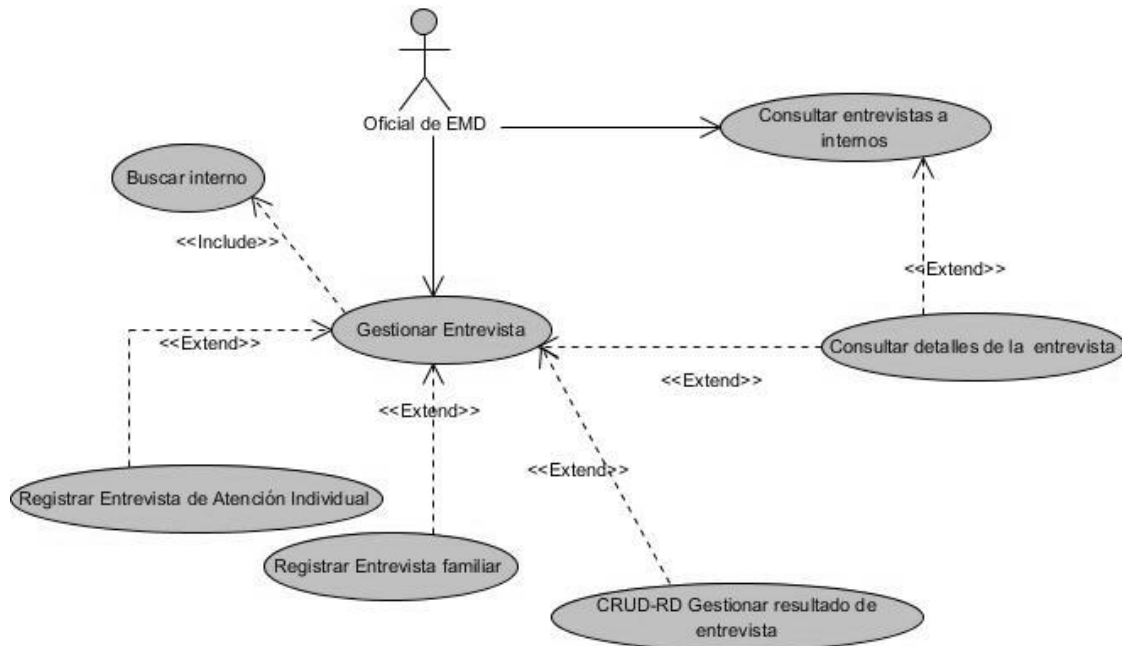 Oficial de EMD
Consultar entrevistas a
internos
Buscar interno
<<Include>>
<<Extend>>
Gestionar Entrevista
<<Extend>>
Consultar detalles de la entrevista
<<Extend>>
<<Extend>>
<<Extend>>
Registrar Entrevista de Atención Individual
Registrar Entrevista familiar
CRUD-RD Gestionar resultado de
entrevista